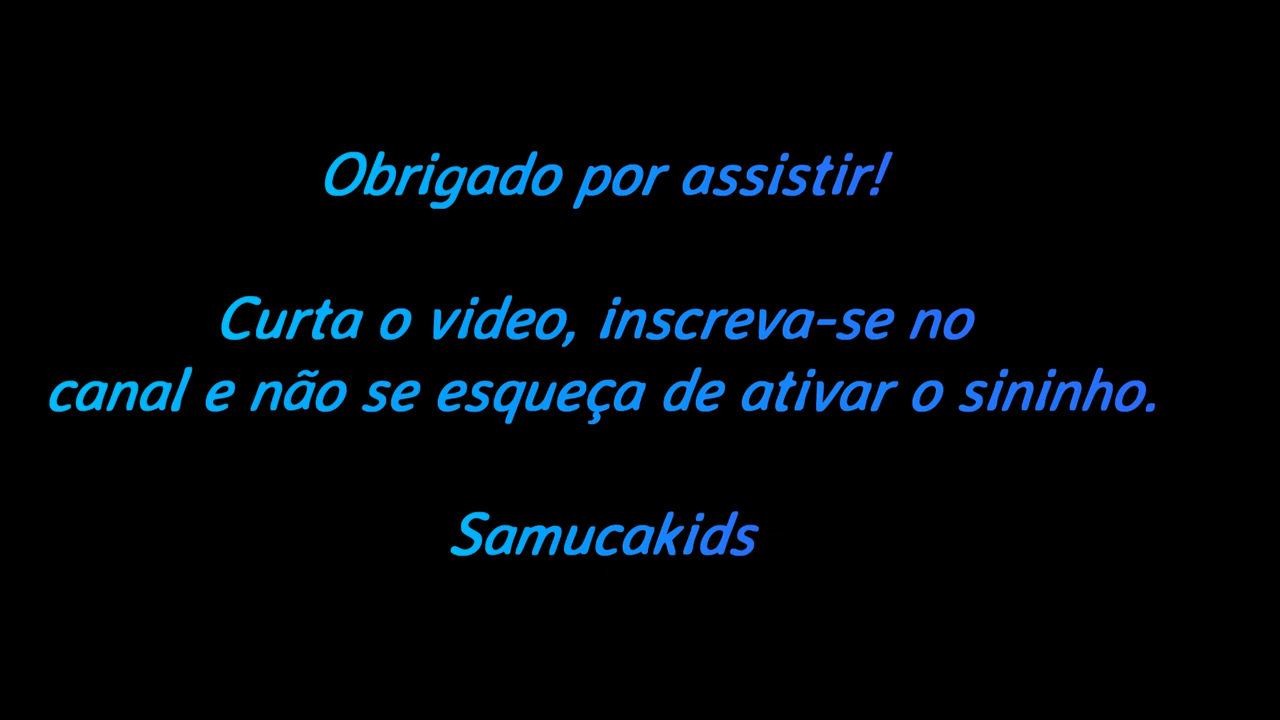 Obrigado por assistir!
Curta o video, inscreva-se no
canal e não se esqueça de ativar o sininho.
Samucakids